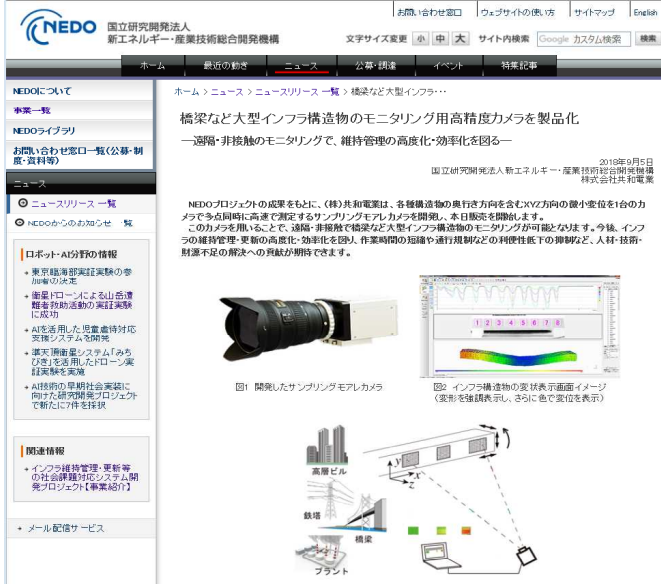 お問い合わせ窓口
ウェブサイトの使い方
サイトマップ
English
NEDO
国立研究開発法人
新エネルギー・産業技術総合開発機構
文字サイズ変更 小 中 大 サイト内検索 Google カスタム検索 検索
ホーム 最近の動き ニュース 公募・調達 イベント 特集記事
NEDOについて
事業一覧
NEDOライブラリ
お問い合わせ窓口一覧(公募・制
度・資料等)
ニュース
ニュースリリース 一覧
NEDOからのお知らせ 一覧
ロボット・AI分野の情報
東京臨海部実証実験の参
加者の決定
衛星ドローンによる山岳遭
難者救助活動の実証実験
に成功
AIを活用した児童虐待対応
支援システムを開発
準天頂衛星システム「みち
びき」を活用したドローン実
証実験を実施
AI技術の早期社会実装に
向けた研究開発プロジェクト
で新たに7件を採択
関連情報
インフラ維持管理・更新等
の社会課題対応システム開
発プロジェクト【事業紹介】
メール配信サービス
ホーム > ニュース > ニュースリリース 一覧 > 橋梁など大型インフラ・・・
橋梁など大型インフラ構造物のモニタリング用高精度カメラを製品化
―遠隔・非接触のモニタリングで、維持管理の高度化・効率化を図る―
2018年9月5日
国立研究開発法人新エネルギー・産業技術総合開発機構
株式会社共和電業
NEDOプロジェクトの成果をもとに、(株)共和電業は、各種構造物の奥行き方向を含むXYZ方向の微小変位を1台のカ
メラで多点同時に高速で測定するサンプリングモアレカメラを開発し、本日販売を開始します。
このカメラを用いることで、遠隔・非接触で橋梁など大型インフラ構造物のモニタリングが可能となります。今後、インフ
ラの維持管理・更新の高度化・効率化を図り、作業時間の短縮や通行規制などの利便性低下の抑制など、人材・技術・
財源不足の解決への貢献が期待できます。
1 2 3 4 5 6 7 8
図1 開発したサンプリングモアレカメラ
図2 インフラ構造物の変状表示画面イメージ
(変形を強調表示し、さらに色で変位を表示)
高層ビル
鉄塔
橋梁
プラント
y
x
z